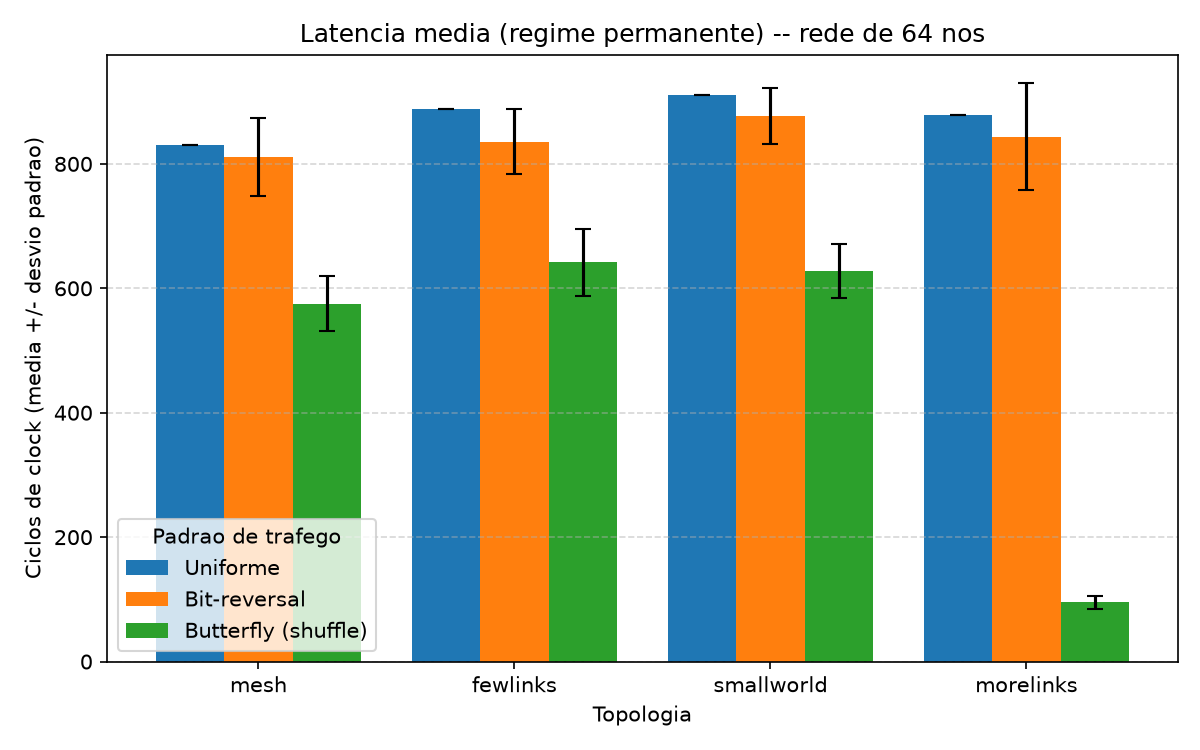 Latencia media (regime permanente) -- rede de 64 nos
Ciclos de clock (media +/- desvio padrao)
800
600
400
200
0
Padrao de trafego
Uniforme
Bit-reversal
Butterfly (shuffle)
mesh
fewlinks
smallworld
morelinks
Topologia